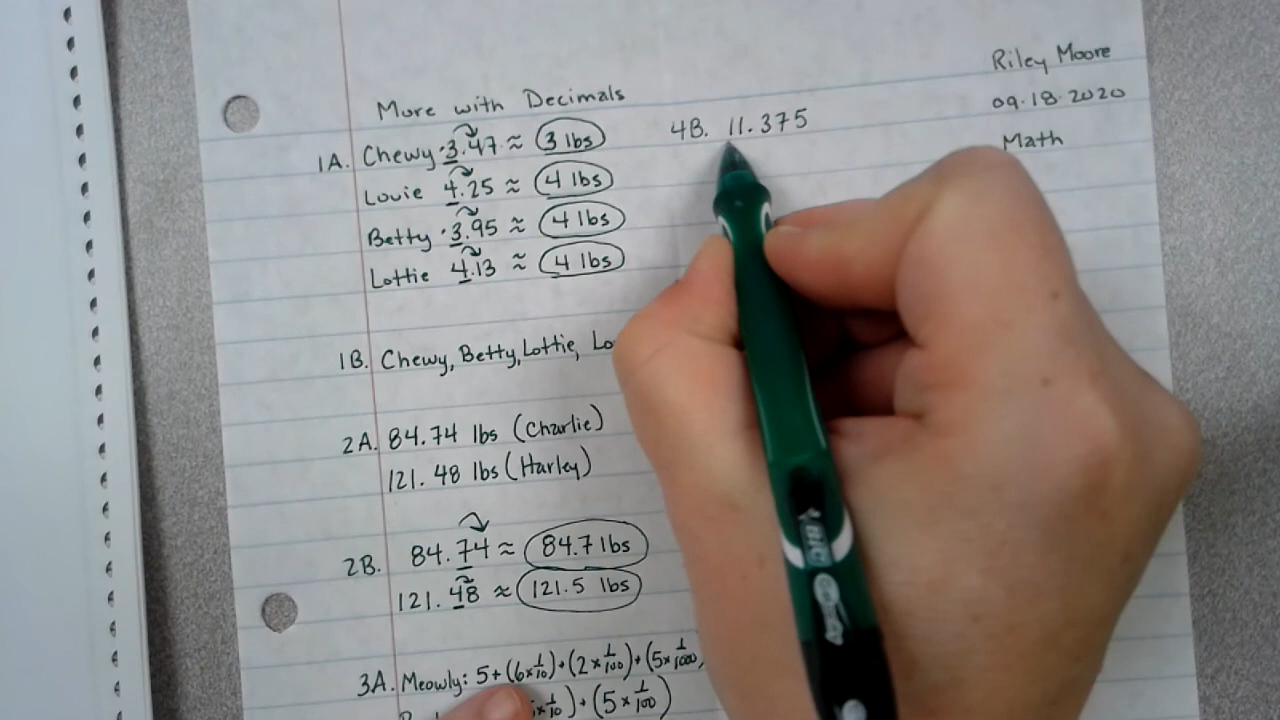 Riley Moore
09.18.2020
Math
More with Decimals
1A. Chewy · 3.47 ≈ 3 lbs
Louie 4.25 ≈ 4 lbs
Betty · 3.95 ≈ 4 lbs
Lottie 4.13 ≈ 4 lbs
1B. Chewy, Betty, Lottie, Lo
2A. 84.74 lbs (Charlie)
121.48 lbs (Harley)
2B. 84.74 ≈ 84.7 lbs
121.48 ≈ 121.5 lbs
3A. Meowly: 5+(6×1/10)+(2×1/100)+(5×1/1000)
×1/10)+(5×1/100)
4B. 11.375
BIC